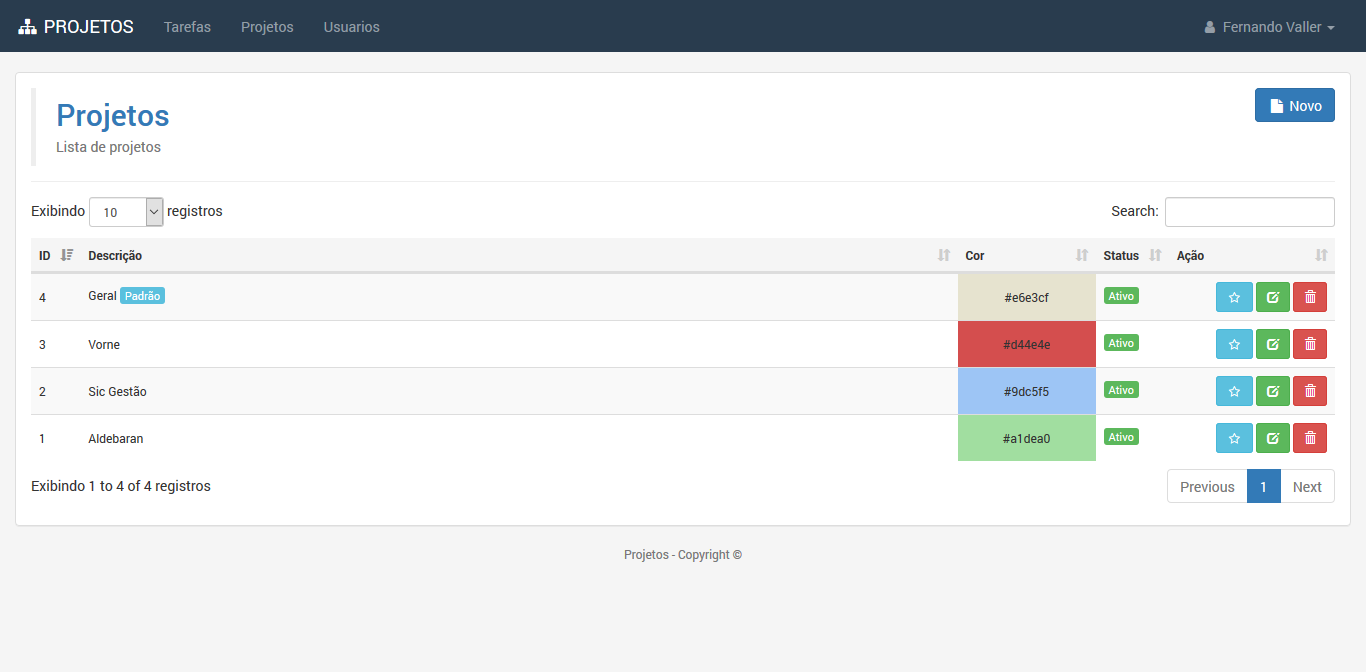 PROJETOS Tarefas Projetos Usuarios Fernando Valler
Projetos
Novo
Lista de projetos
Exibindo 10 registros Search:
ID Descrição Cor Status Ação
4 Geral Padrão #e6e3cf Ativo
3 Vorne #d44e4e Ativo
2 Sic Gestão #9dc5f5 Ativo
1 Aldebaran #a1dea0 Ativo
Exibindo 1 to 4 of 4 registros Previous 1 Next
Projetos - Copyright ©